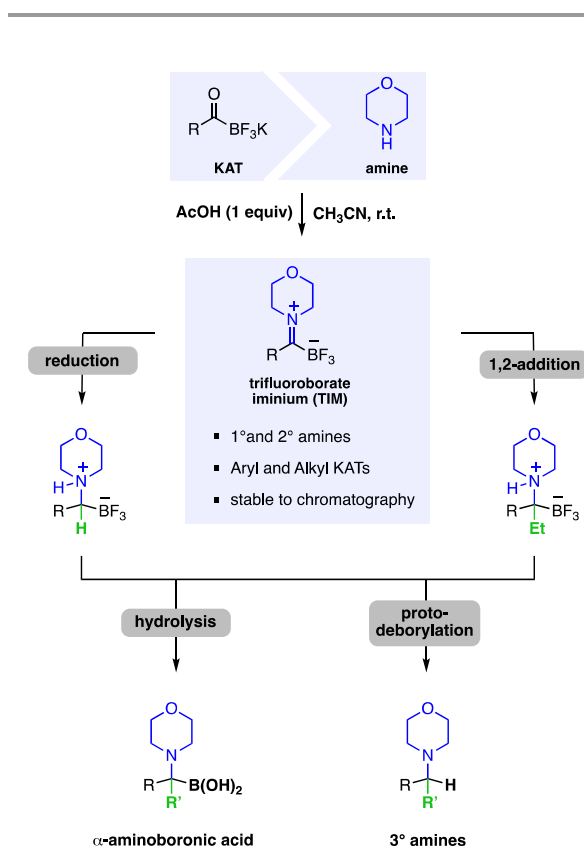 O
R BF₃K
KAT
O
N
H
amine
AcOH (1 equiv) CH₃CN, r.t.
O
+
N
R − BF₃
trifluoroborate
iminium (TIM)
▪ 1°and 2° amines
▪ Aryl and Alkyl KATs
▪ stable to chromatography
reduction
1,2-addition
O
+
H N −
R BF₃
H
O
+
H N −
R BF₃
Et
hydrolysis
proto-
deborylation
O
N
R B(OH)₂
R'
α-aminoboronic acid
O
N
R H
R'
3° amines